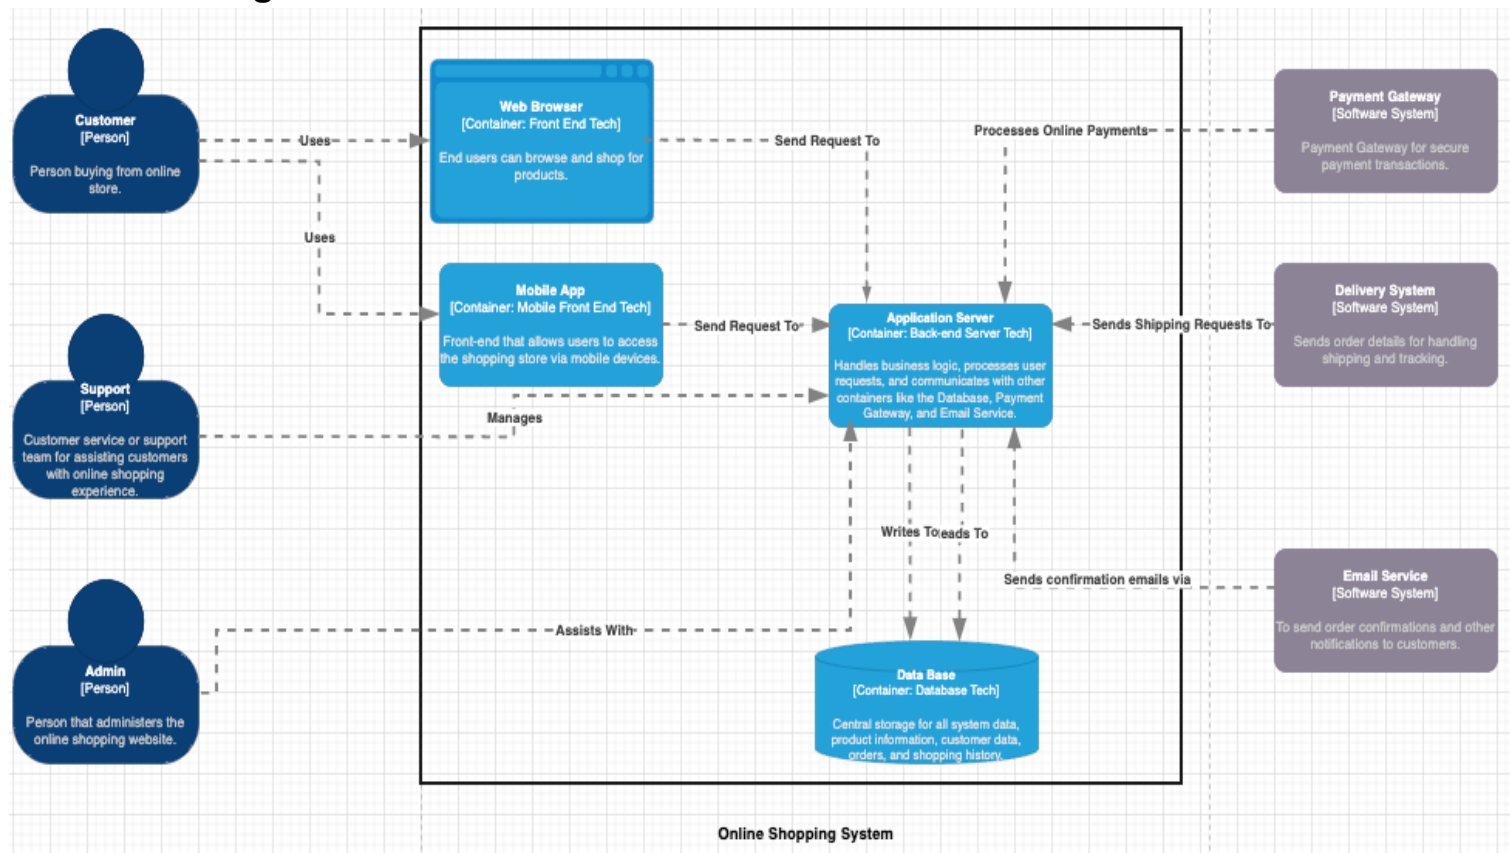 Customer
[Person]
Person buying from online
store.
Uses
Uses
Web Browser
[Container: Front End Tech]
End users can browse and shop for
products.
Send Request To
Processes Online Payments
Payment Gateway
[Software System]
Payment Gateway for secure
payment transactions.
Mobile App
[Container: Mobile Front End Tech]
Front-end that allows users to access
the shopping store via mobile devices.
Send Request To
Application Server
[Container: Back-end Server Tech]
Handles business logic, processes user
requests, and communicates with other
containers like the Database, Payment
Gateway, and Email Service.
Sends Shipping Requests To
Delivery System
[Software System]
Sends order details for handling
shipping and tracking.
Support
[Person]
Customer service or support
team for assisting customers
with online shopping
experience.
Manages
Writes To
eads To
Sends confirmation emails via
Email Service
[Software System]
To send order confirmations and other
notifications to customers.
Assists With
Admin
[Person]
Person that administers the
online shopping website.
Data Base
[Container: Database Tech]
Central storage for all system data,
product information, customer data,
orders, and shopping history.
Online Shopping System